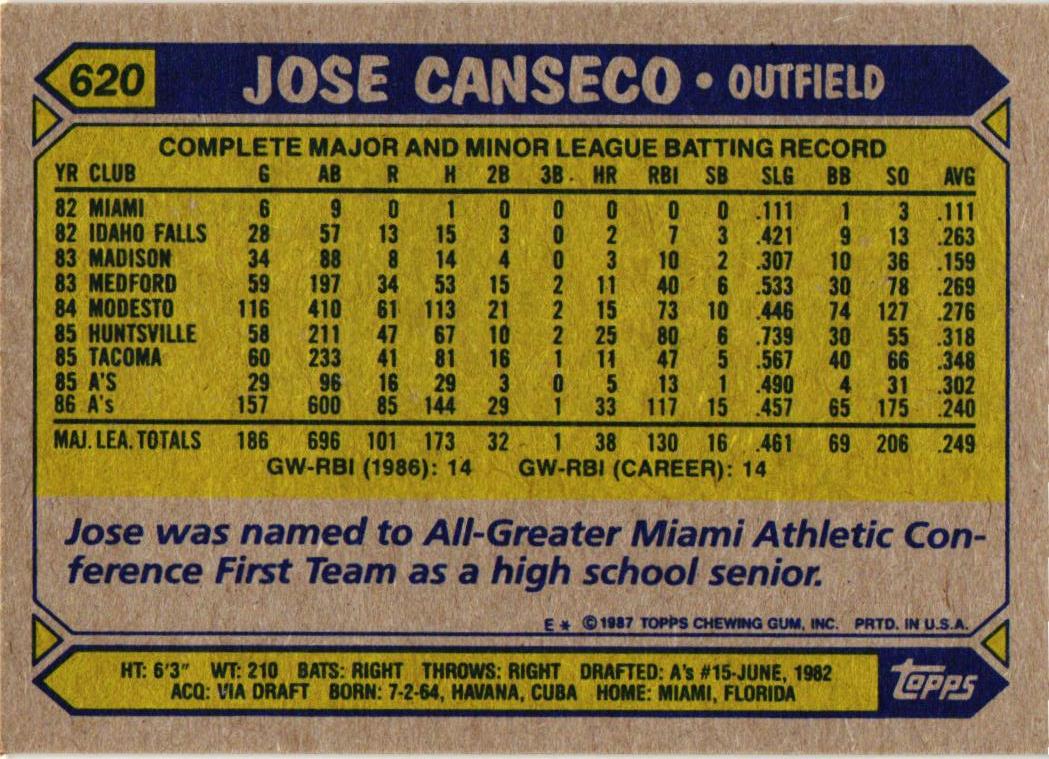 620 JOSE CANSECO • OUTFIELD
COMPLETE MAJOR AND MINOR LEAGUE BATTING RECORD
YR CLUB G AB R H 2B 3B. HR RBI SB SLG BB SO AVG
82 MIAMI 6 9 0 1 0 0 0 0 0 .111 1 3 .111
82 IDAHO FALLS 28 57 13 15 3 0 2 7 3 .421 9 13 .263
83 MADISON 34 88 8 14 4 0 3 10 2 .307 10 36 .159
83 MEDFORD 59 197 34 53 15 2 11 40 6 .533 30 78 .269
84 MODESTO 116 410 61 113 21 2 15 73 10 .446 74 127 .276
85 HUNTSVILLE 58 211 47 67 10 2 25 80 6 .739 30 55 .318
85 TACOMA 60 233 41 81 16 1 11 47 5 .567 40 66 .348
85 A'S 29 96 16 29 3 0 5 13 1 .490 4 31 .302
86 A's 157 600 85 144 29 1 33 117 15 .457 65 175 .240
MAJ. LEA. TOTALS 186 696 101 173 32 1 38 130 16 .461 69 206 .249
GW-RBI (1986): 14 GW-RBI (CAREER): 14
Jose was named to All-Greater Miami Athletic Con-
ference First Team as a high school senior.
E* ©1987 TOPPS CHEWING GUM, INC. PRTD. IN U.S.A.
HT: 6'3" WT: 210 BATS: RIGHT THROWS: RIGHT DRAFTED: A's #15-JUNE, 1982
ACQ: VIA DRAFT BORN: 7-2-64, HAVANA, CUBA HOME: MIAMI, FLORIDA
topps